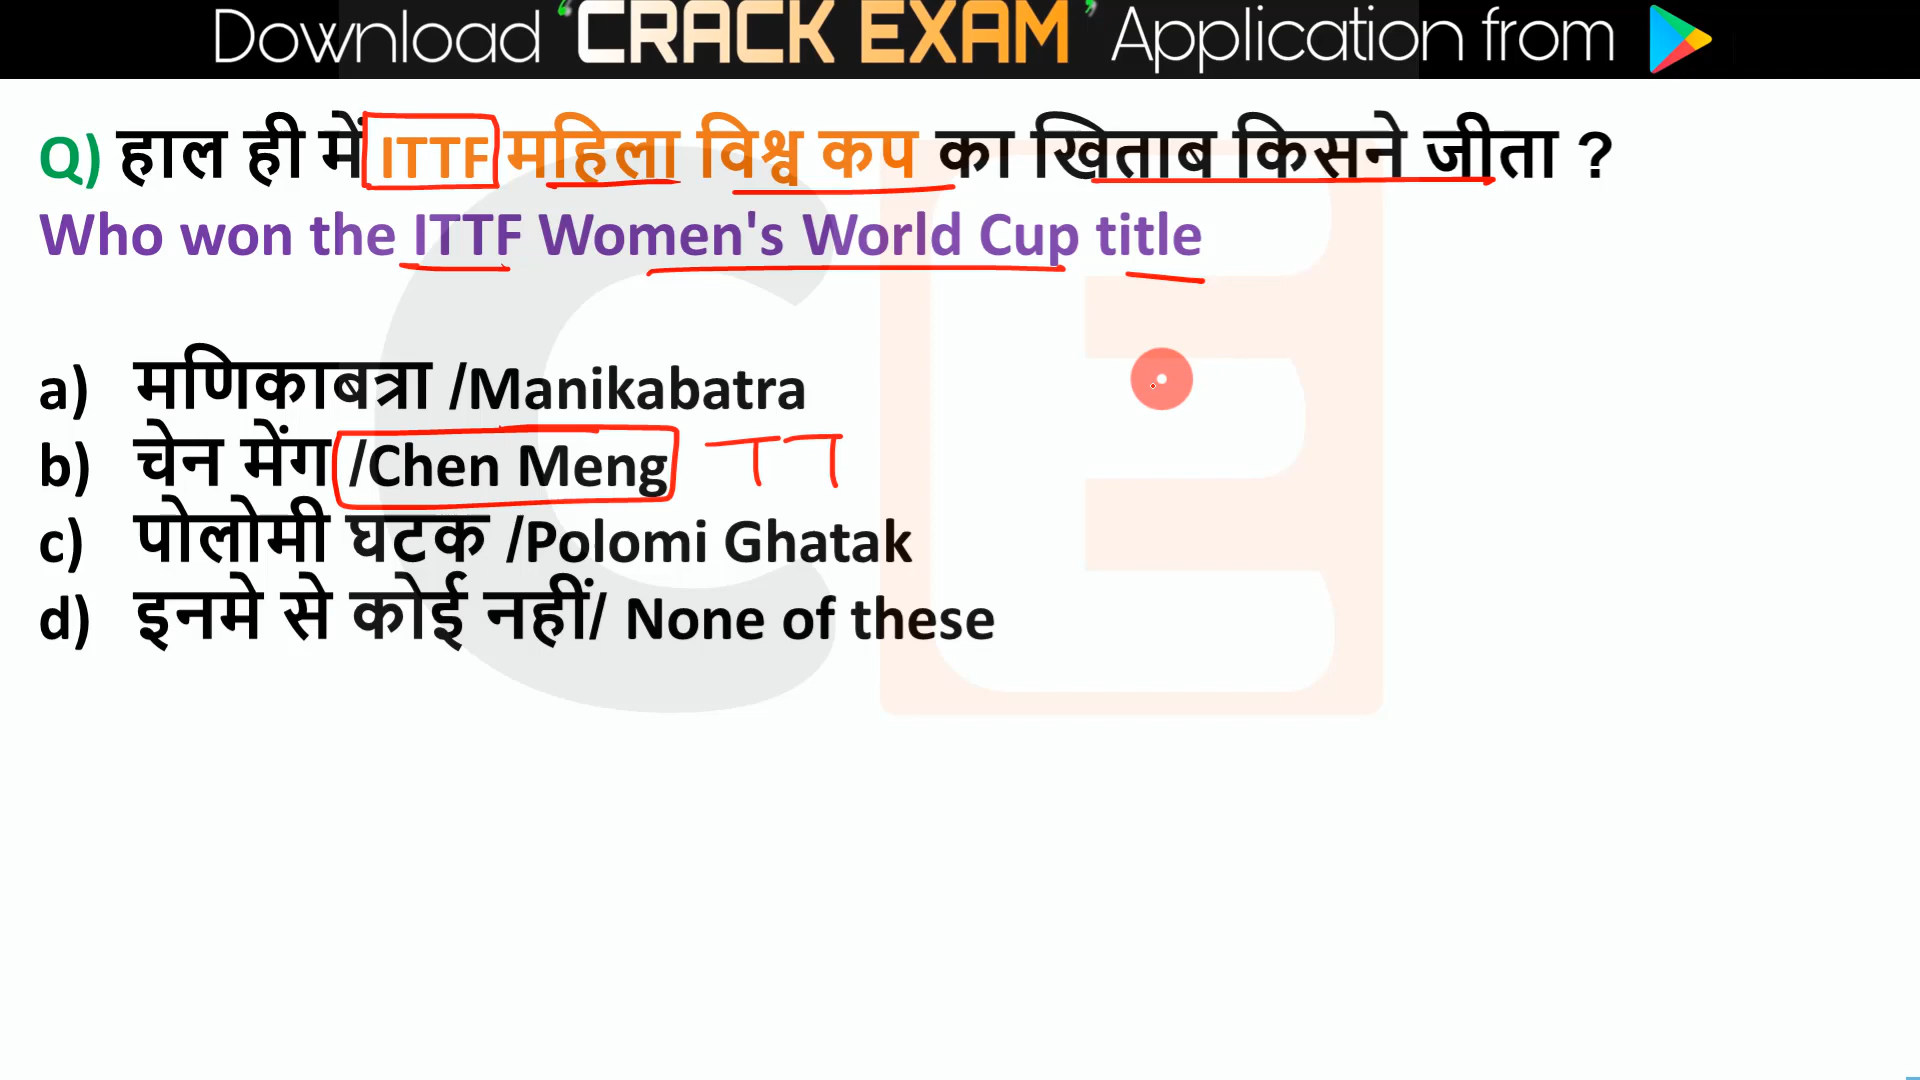 Download ‘CRACK EXAM’ Application from
Q) हाल ही में ITTF महिला विश्व कप का खिताब किसने जीता ?
Who won the ITTF Women's World Cup title
a) मणिकाबत्रा /Manikabatra
b) चेन मेंग /Chen Meng TT
c) पोलोमी घटक /Polomi Ghatak
d) इनमे से कोई नहीं/ None of these